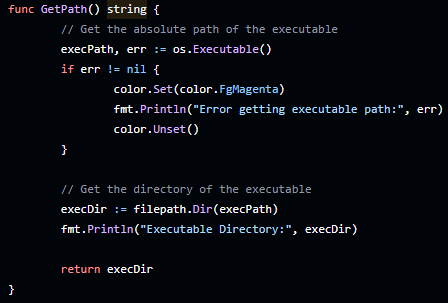 func GetPath() string {
// Get the absolute path of the executable
execPath, err := os.Executable()
if err != nil {
color.Set(color.FgMagenta)
fmt.Println("Error getting executable path:", err)
color.Unset()
}
// Get the directory of the executable
execDir := filepath.Dir(execPath)
fmt.Println("Executable Directory:", execDir)
return execDir
}